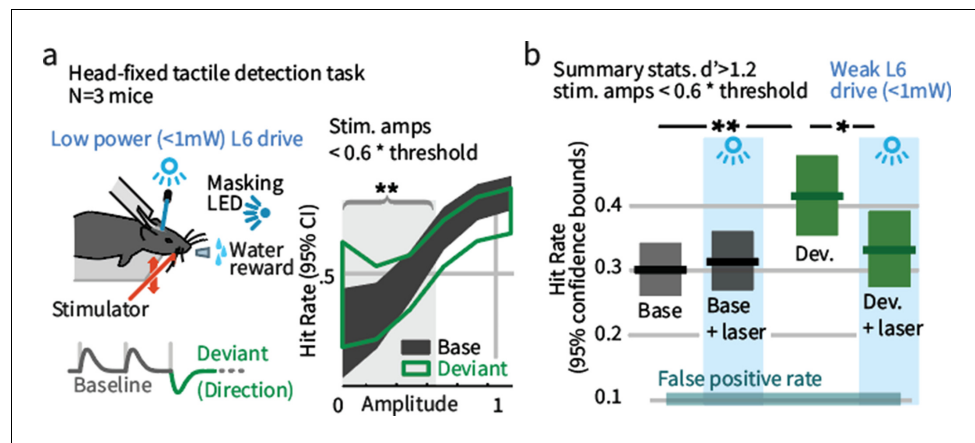 a
Head-fixed tactile detection task
N=3 mice
Low power (<1mW) L6 drive
Masking
LED
Water
reward
Stimulator
Baseline
Deviant
(Direction)
Stim. amps
< 0.6 * threshold
**
Hit Rate (95% CI)
.5
Base
Deviant
0 Amplitude 1
b
Summary stats. d'>1.2
stim. amps < 0.6 * threshold
Weak L6
drive (<1mW)
** *
Hit Rate
(95% confidence bounds)
0.4
0.3
0.2
0.1
Base
Base
+ laser
Dev.
Dev.
+ laser
False positive rate